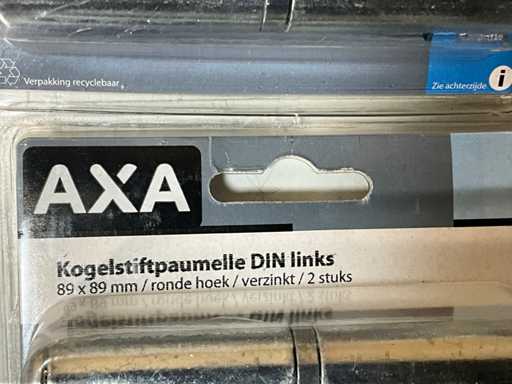 Verpakking recyclebaar
Zie achterzijde
i
AXA
Kogelstiftpaumelle DIN links
89 x 89 mm / ronde hoek / verzinkt / 2 stuks